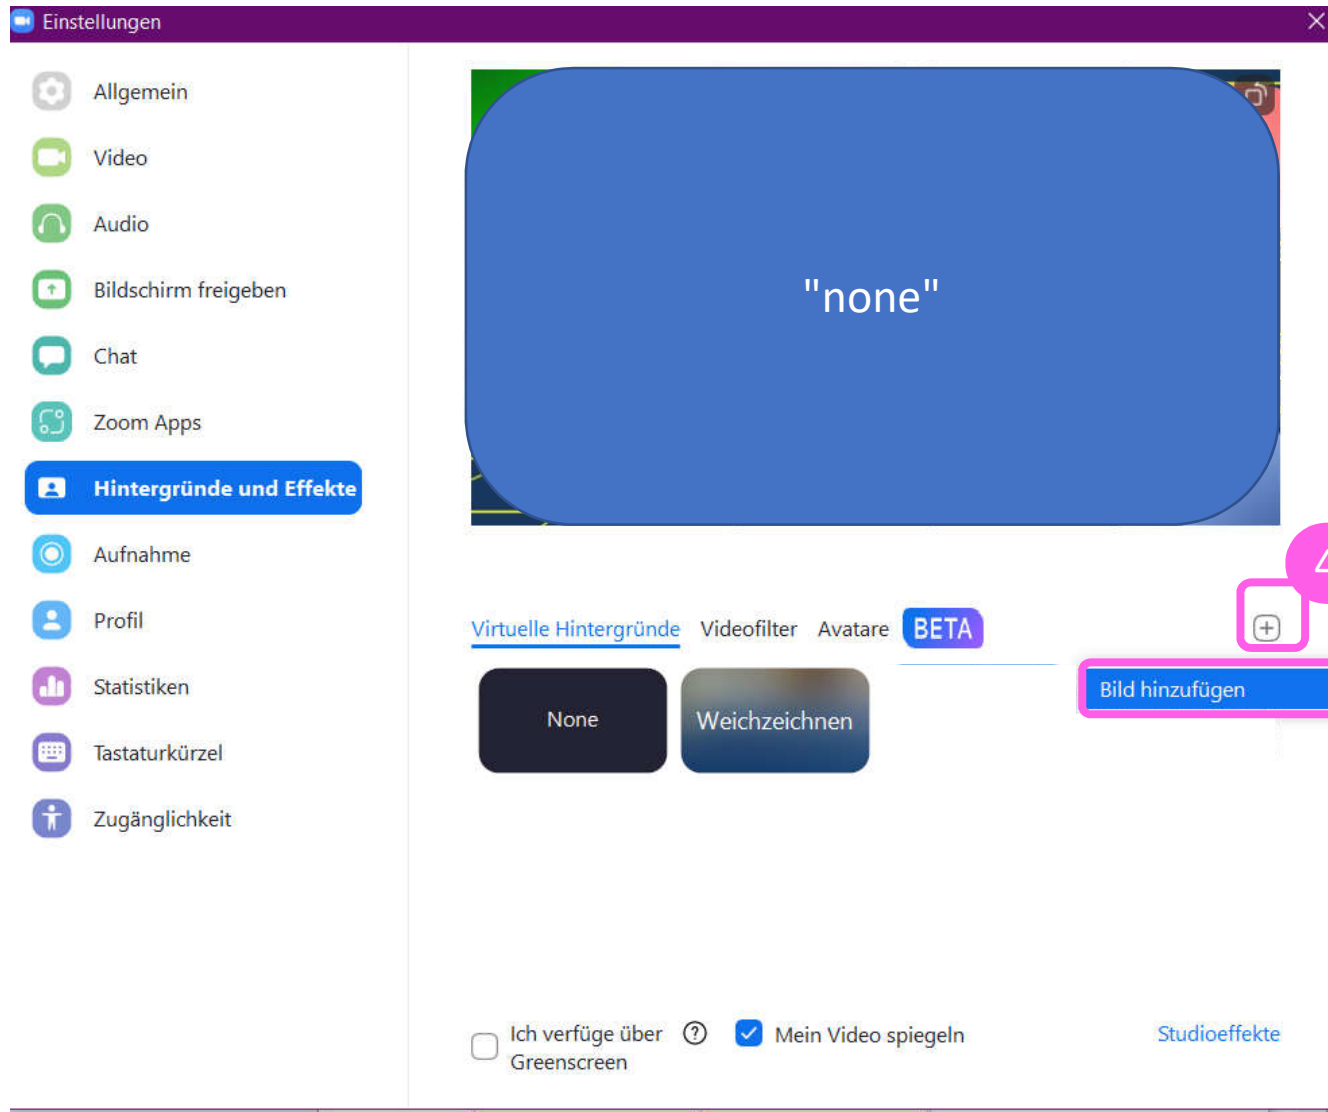 Einstellungen
Allgemein
Video
Audio
Bildschirm freigeben
Chat
Zoom Apps
Hintergründe und Effekte
Aufnahme
Profil
Statistiken
Tastaturkürzel
Zugänglichkeit
"none"
4
Virtuelle Hintergründe Videofilter Avatare BETA
Bild hinzufügen
None Weichzeichnen
Ich verfüge über
Greenscreen
Mein Video spiegeln
Studioeffekte